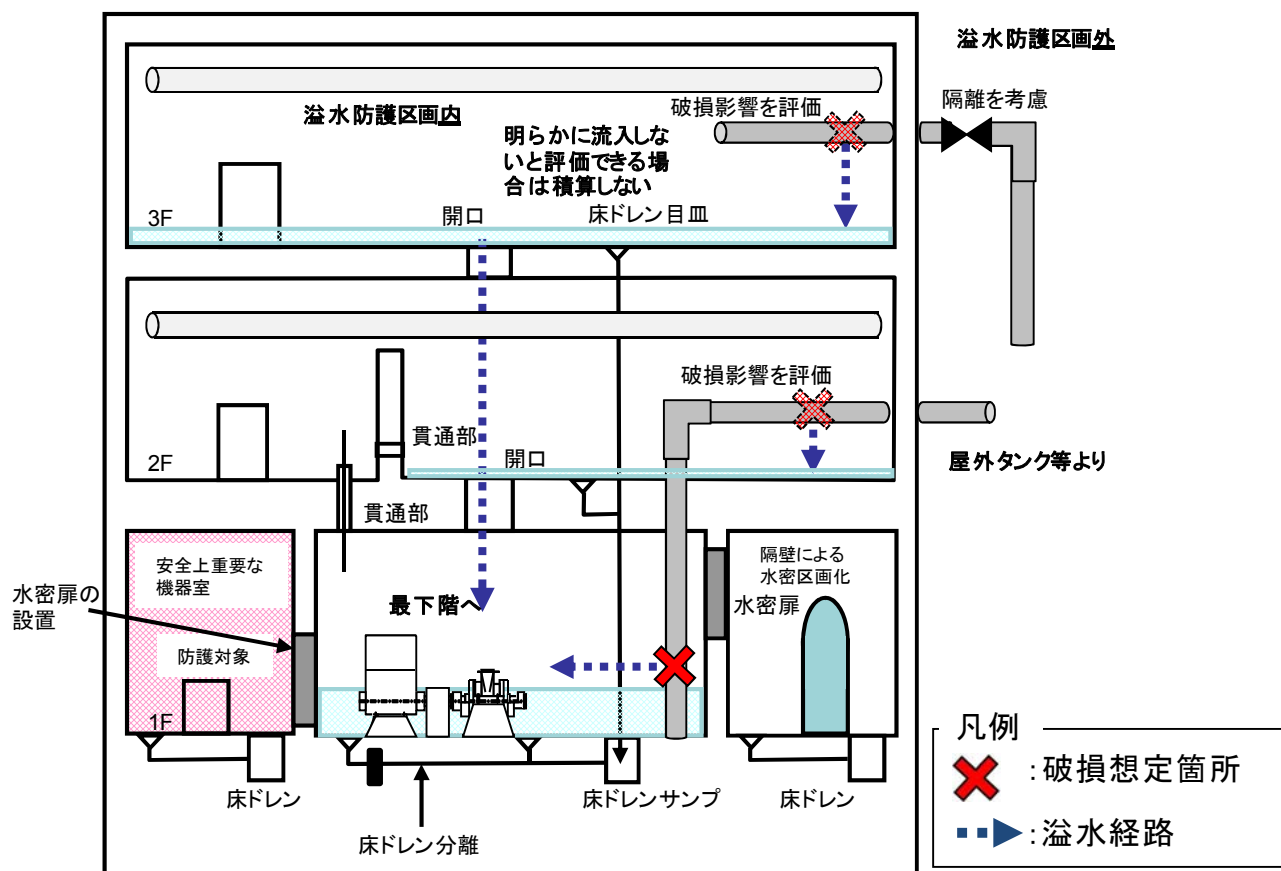 溢水防護区画外
溢水防護区画内
破損影響を評価
隔離を考慮
明らかに流入しな
いと評価できる場
合は積算しない
3F
開口
床ドレン目皿
破損影響を評価
貫通部
2F
開口
屋外タンク等より
貫通部
安全上重要な
機器室
隔壁による
水密区画化
水密扉の
設置
最下階へ
水密扉
防護対象
1F
床ドレン
床ドレンサンプ
床ドレン
床ドレン分離
凡例
:破損想定箇所
:溢水経路